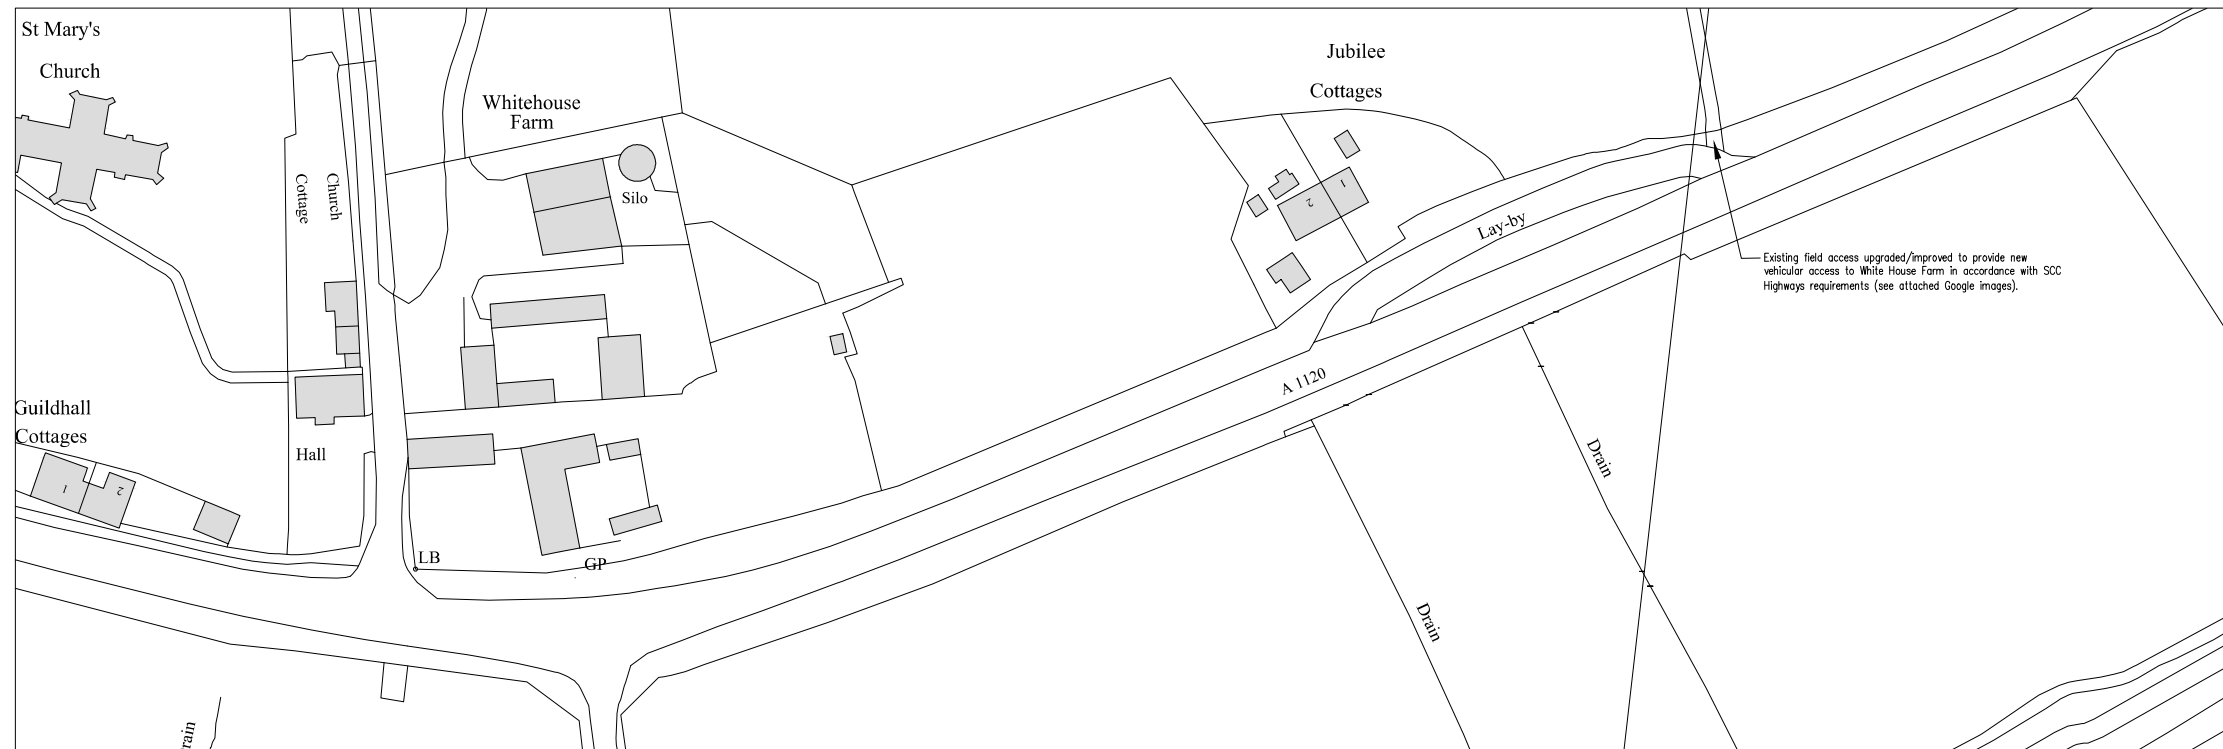 St Mary's
Church
Jubilee
Cottages
Whitehouse
Farm
Silo
Church
Cottage
1
2
Lay-by
Existing field access upgraded/improved to provide new
vehicular access to White House Farm in accordance with SCC
Highways requirements (see attached Google images).
A 1120
Guildhall
Cottages
1
2
Hall
LB
GP
Drain
Drain
rain